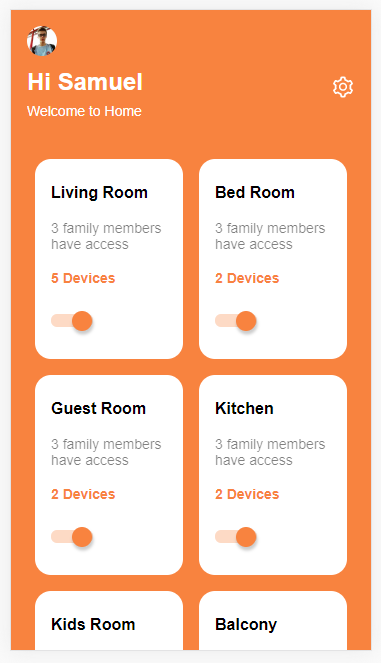 Hi Samuel
Welcome to Home
Living Room
3 family members
have access
5 Devices
Bed Room
3 family members
have access
2 Devices
Guest Room
3 family members
have access
2 Devices
Kitchen
3 family members
have access
2 Devices
Kids Room
Balcony